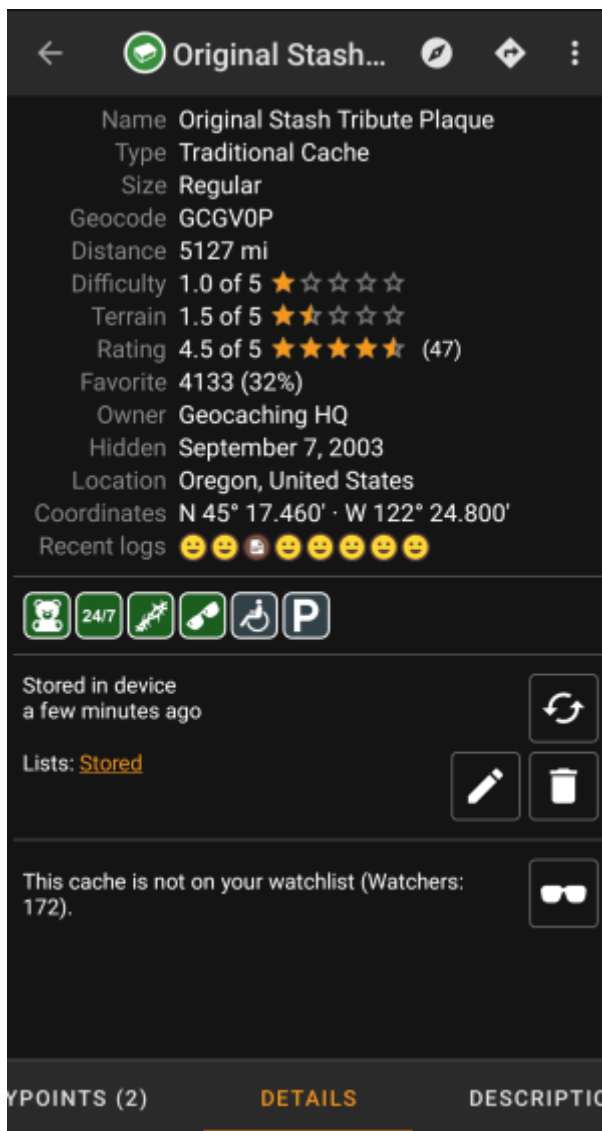 Original Stash...
Name Original Stash Tribute Plaque
Type Traditional Cache
Size Regular
Geocode GCGV0P
Distance 5127 mi
Difficulty 1.0 of 5
Terrain 1.5 of 5
Rating 4.5 of 5 (47)
Favorite 4133 (32%)
Owner Geocaching HQ
Hidden September 7, 2003
Location Oregon, United States
Coordinates N 45° 17.460' · W 122° 24.800'
Recent logs
24/7 P
Stored in device
a few minutes ago
Lists: Stored
This cache is not on your watchlist (Watchers:
172).
YPOINTS (2) DETAILS DESCRIPTIO